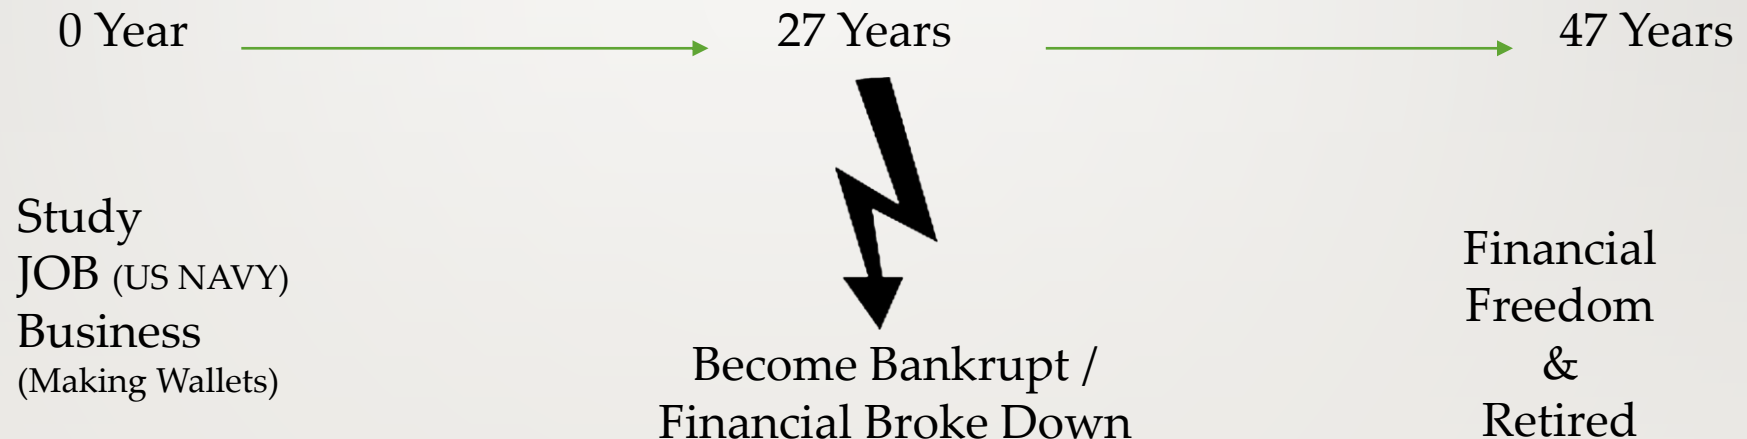 0 Year
27 Years
47 Years
Study
JOB (US NAVY)
Business
(Making Wallets)
Become Bankrupt /
Financial Broke Down
Financial
Freedom
&
Retired